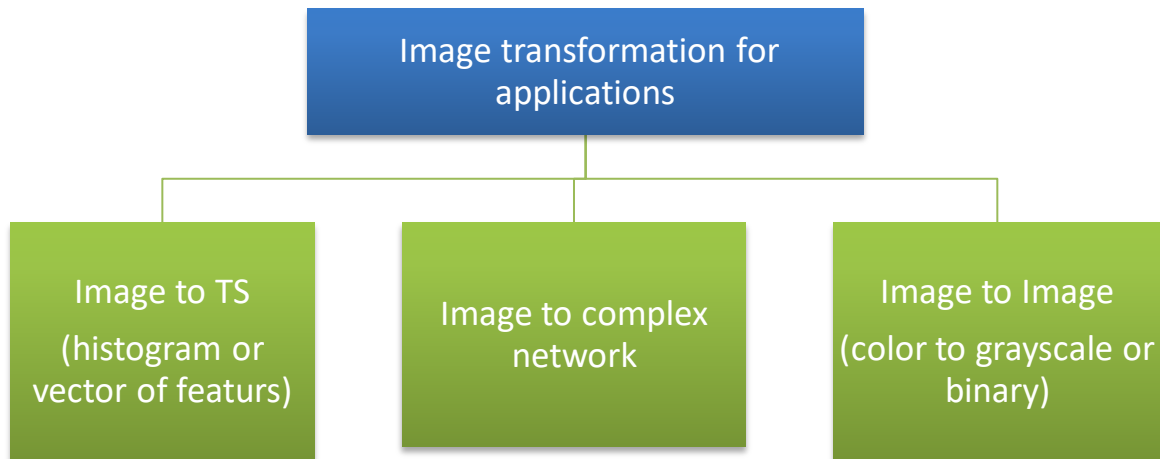 Image transformation for
applications
Image to TS
(histogram or
vector of featurs)
Image to complex
network
Image to Image
(color to grayscale or
binary)